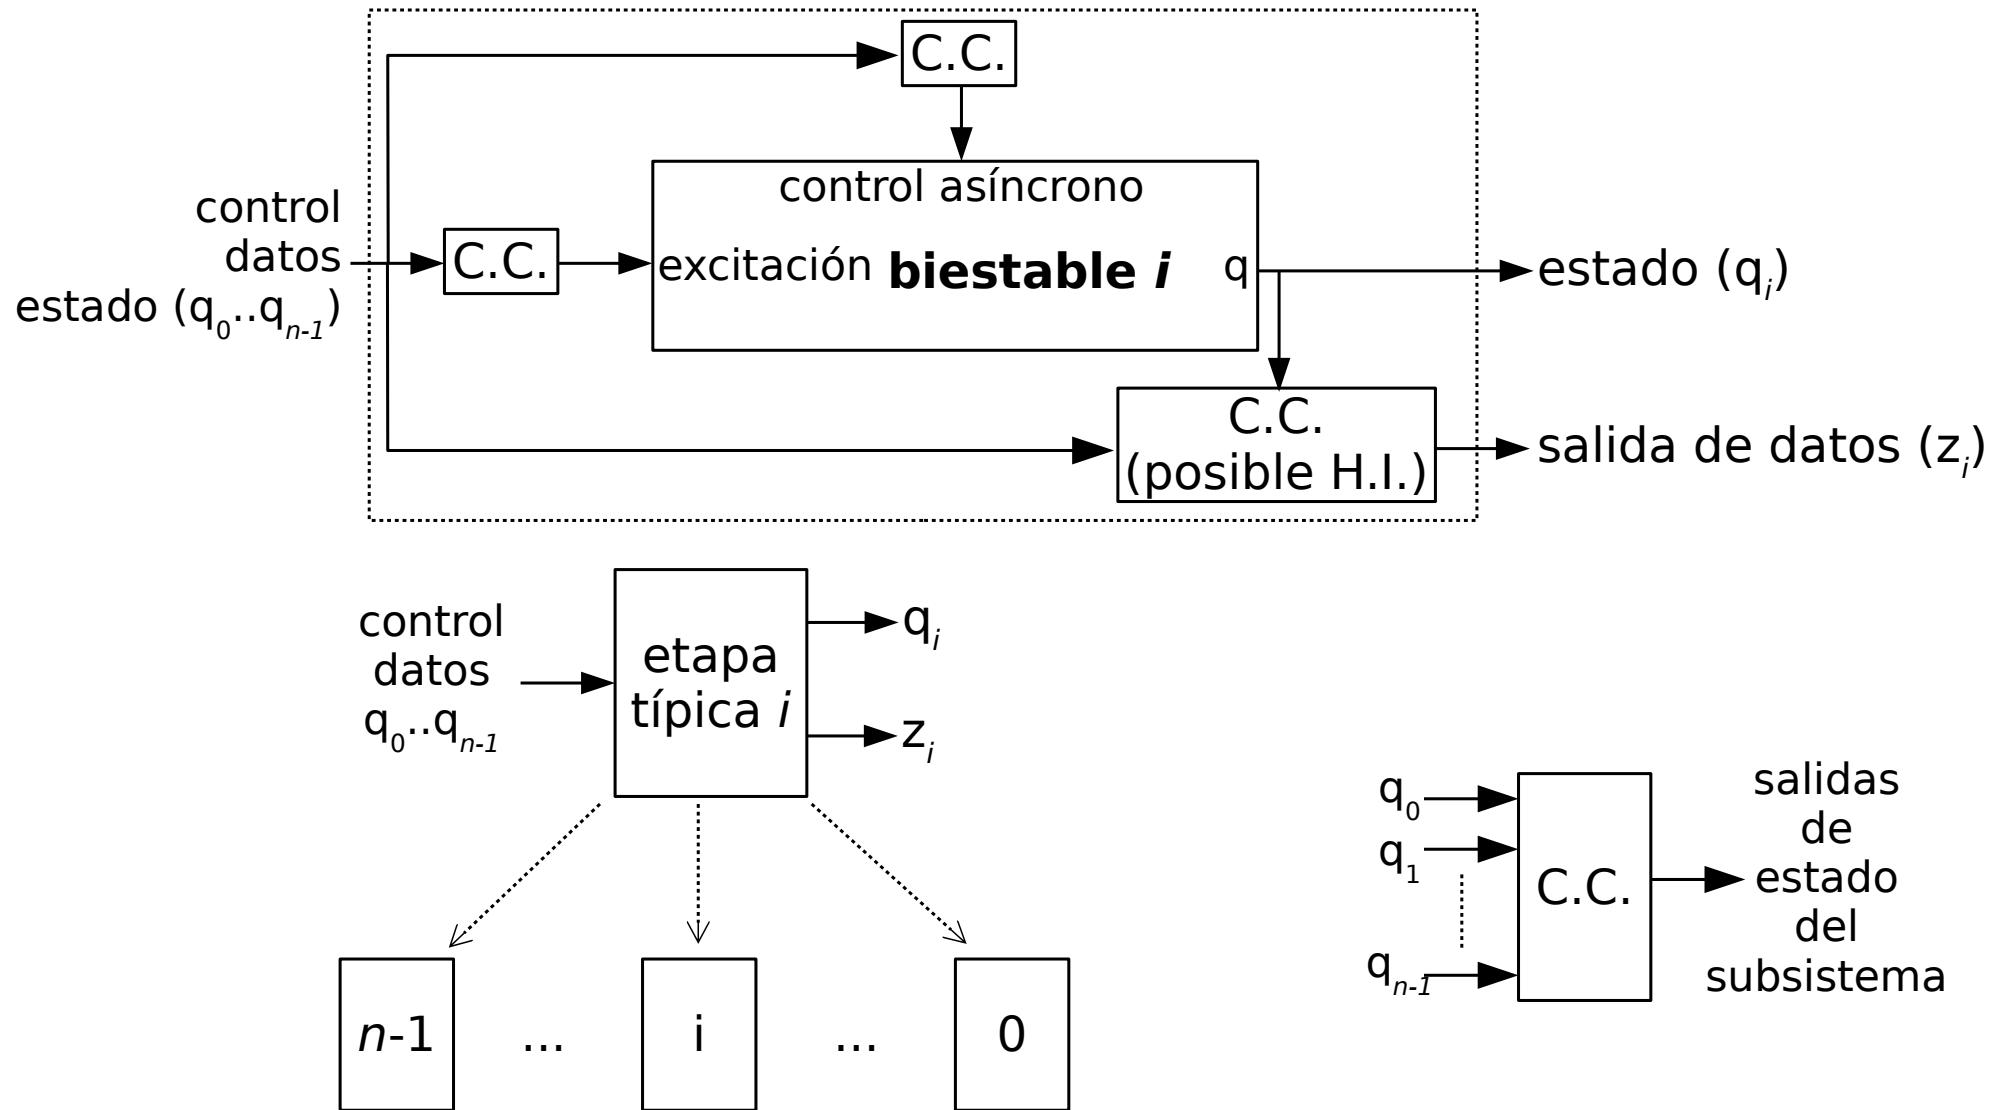 C.C.
control asíncrono
control
datos
estado (q0..qn-1)
C.C.
excitación biestable i q
estado (qi)
C.C.
(posible H.I.)
salida de datos (zi)
control
datos
q0..qn-1
etapa
típica i
qi
zi
n-1 ... i ... 0
q0
q1
qn-1
C.C.
salidas
de
estado
del
subsistema